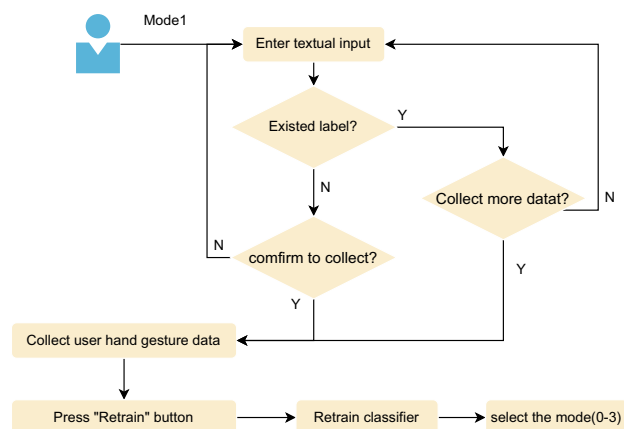 Mode1
Enter textual input
Existed label?
Y
N
Collect more datat?
N
N
comfirm to collect?
Y
Y
Collect user hand gesture data
Press "Retrain" button
Retrain classifier
select the mode(0-3)